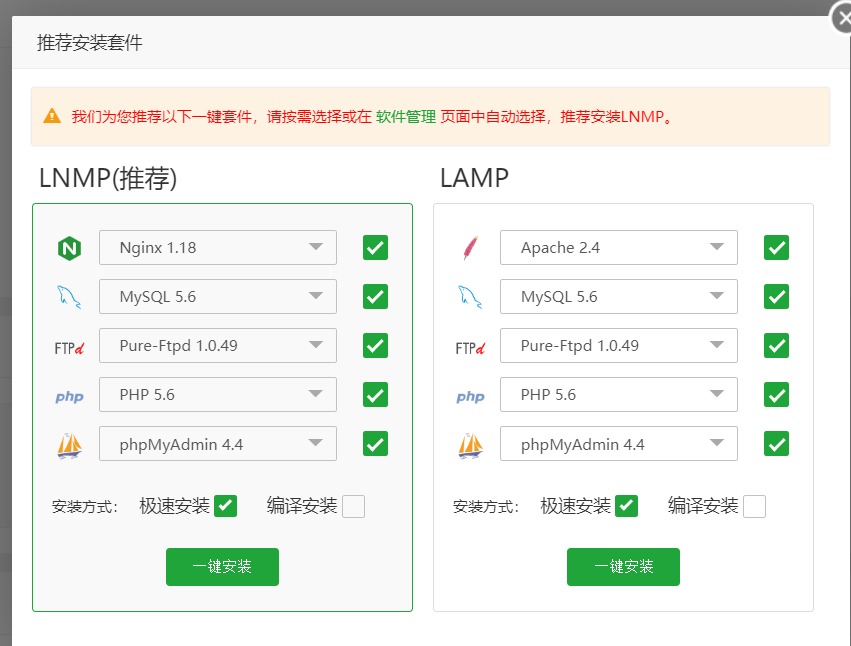 推荐安装套件
我们为您推荐以下一键套件，请按需选择或在 软件管理 页面中自动选择，推荐安装LNMP。
LNMP(推荐)
Nginx 1.18
MySQL 5.6
FTPd
Pure-Ftpd 1.0.49
php
PHP 5.6
phpMyAdmin 4.4
安装方式：
极速安装
编译安装
一键安装
LAMP
Apache 2.4
MySQL 5.6
FTPd
Pure-Ftpd 1.0.49
php
PHP 5.6
phpMyAdmin 4.4
安装方式：
极速安装
编译安装
一键安装